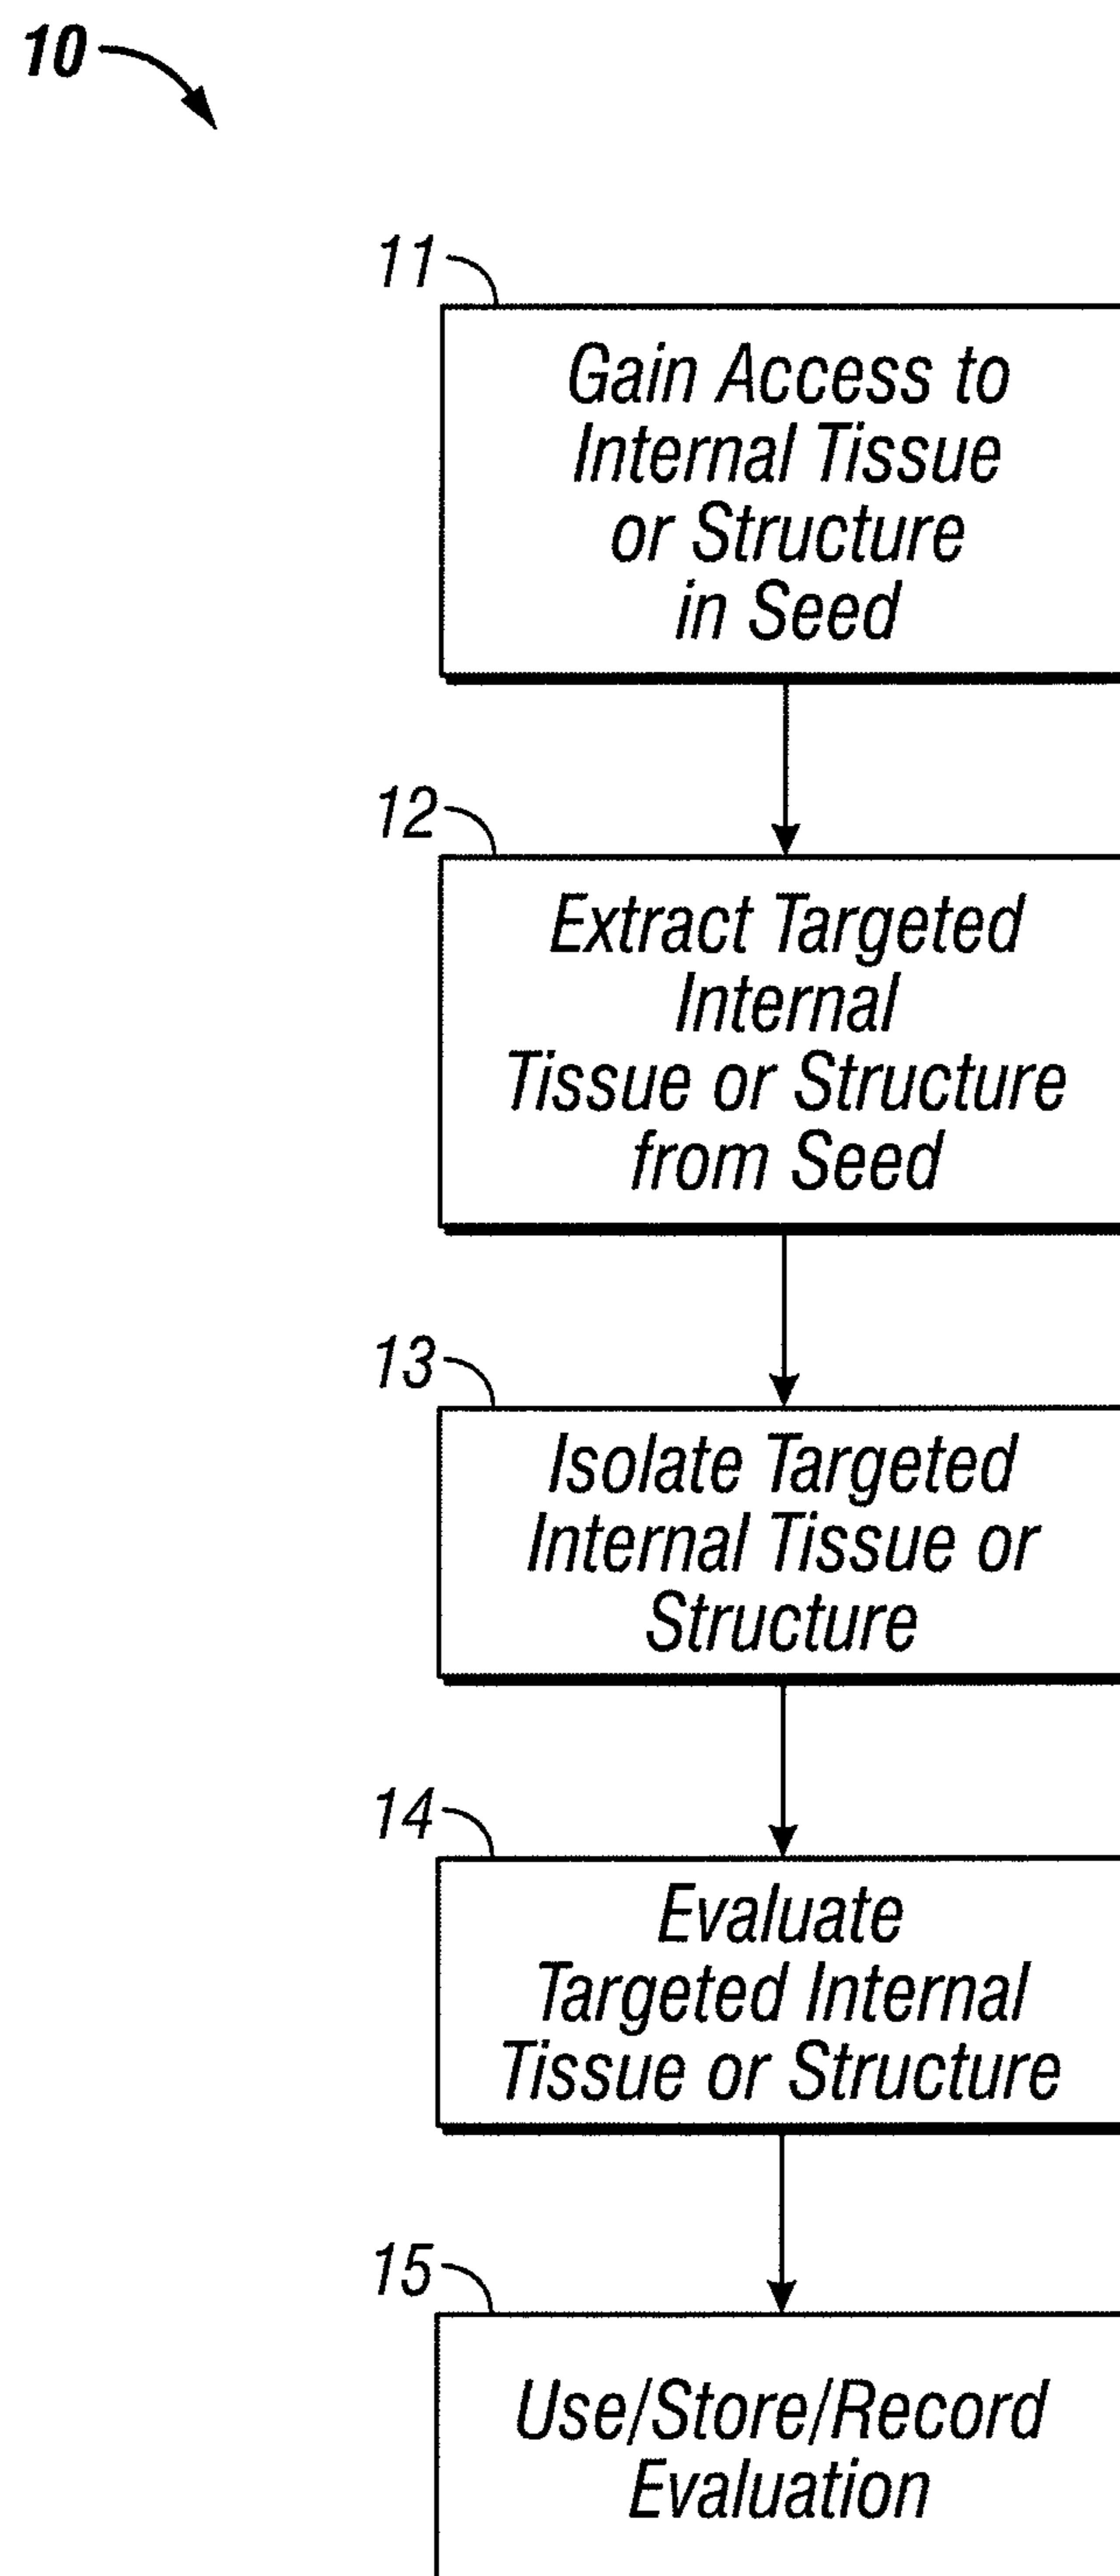 10
11
Gain Access to
Internal Tissue
or Structure
in Seed
12
Extract Targeted
Internal
Tissue or Structure
from Seed
13
Isolate Targeted
Internal Tissue or
Structure
14
Evaluate
Targeted Internal
Tissue or Structure
15
Use/Store/Record
Evaluation